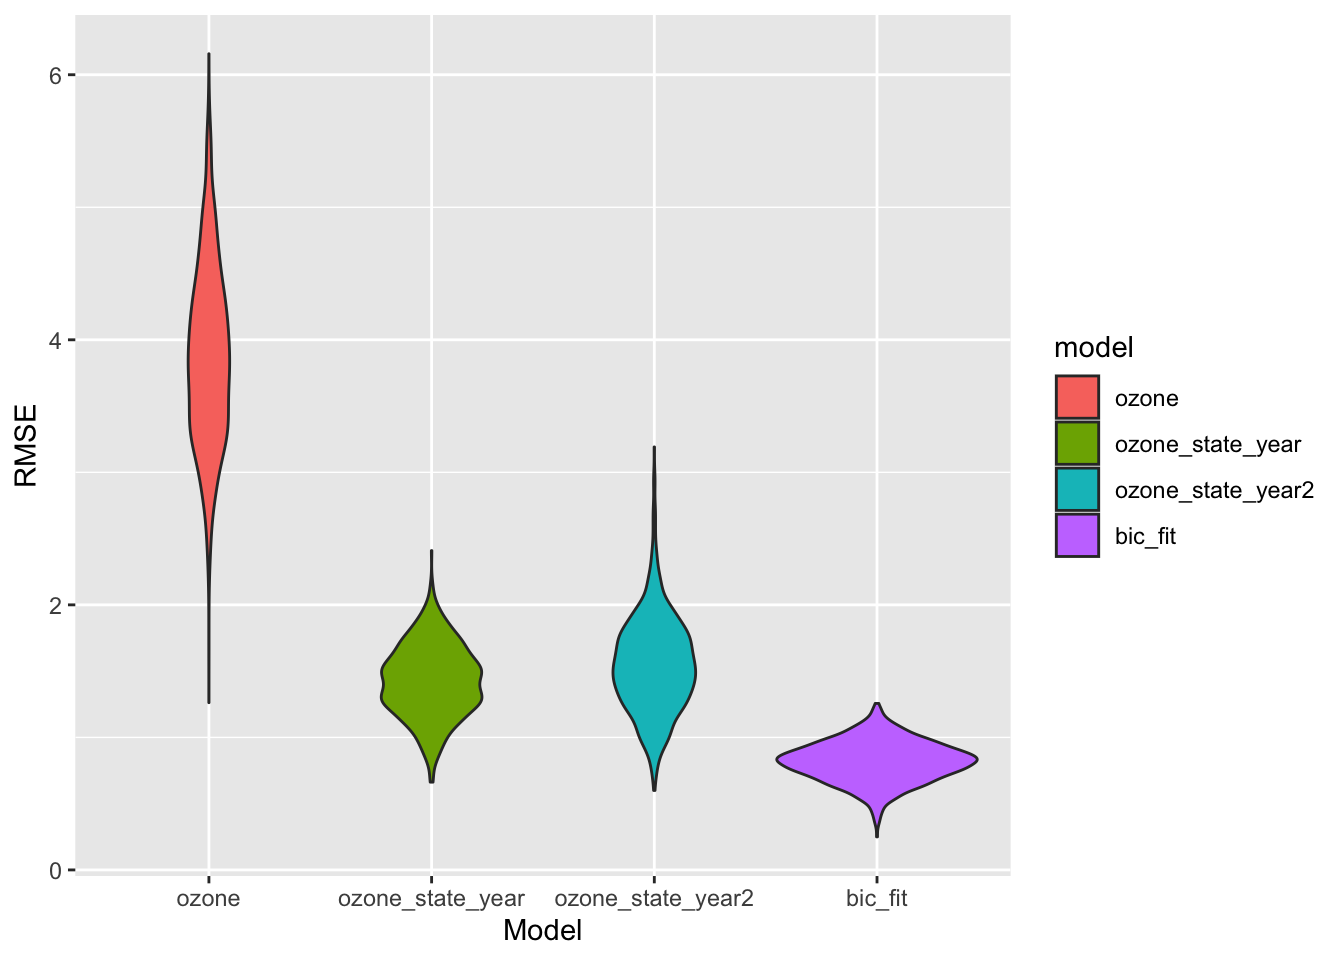 RMSE
6
4
2
0
ozone ozone_state_year ozone_state_year2 bic_fit
Model
model
ozone
ozone_state_year
ozone_state_year2
bic_fit